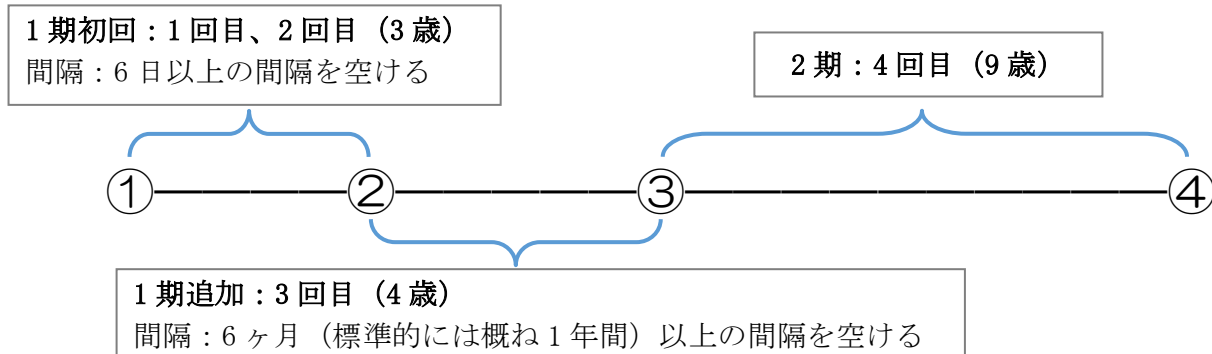 1期初回：1回目、2回目（3歳）
間隔：6日以上の間隔を空ける
2期：4回目（9歳）
①
②
③
④
1期追加：3回目（4歳）
間隔：6ヶ月（標準的には概ね1年間）以上の間隔を空ける